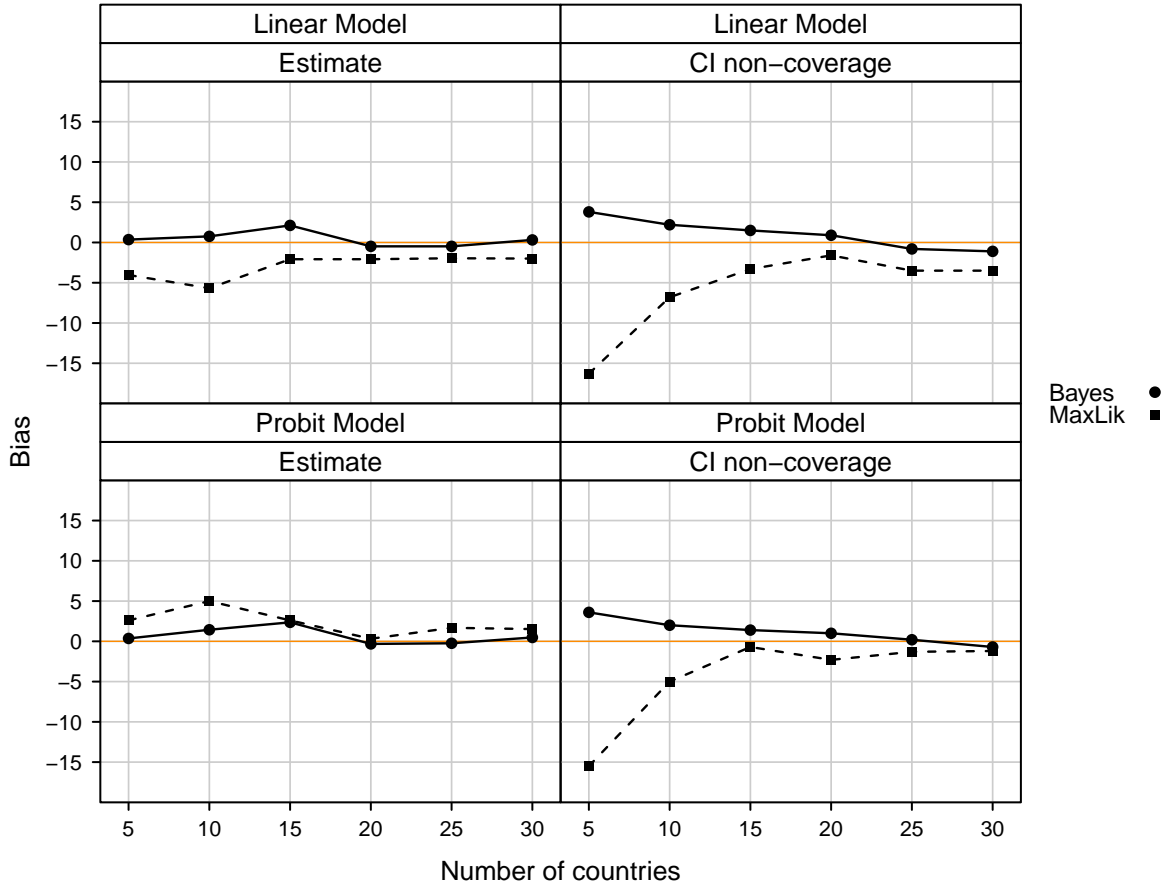 Linear Model
Linear Model
Estimate
CI non−coverage
15
10
5
0
−5
−10
−15
Probit Model
Probit Model
Estimate
CI non−coverage
15
10
5
0
−5
−10
−15
5 10 15 20 25 30
5 10 15 20 25 30
Number of countries
Bias
Bayes
MaxLik